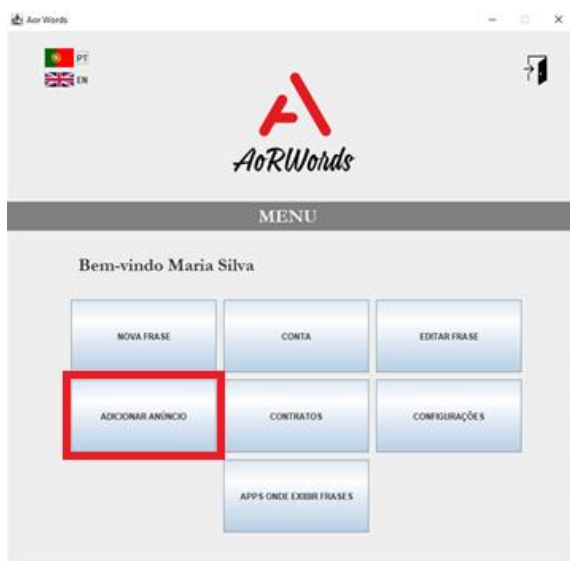 Aor Words
PT
EN
AoRWords
MENU
Bem-vindo Maria Silva
NOVA FRASE
CONTA
EDITAR FRASE
ADICIONAR ANÚNCIO
CONTRATOS
CONFIGURAÇÕES
APPS ONDE EXIBIR FRASES